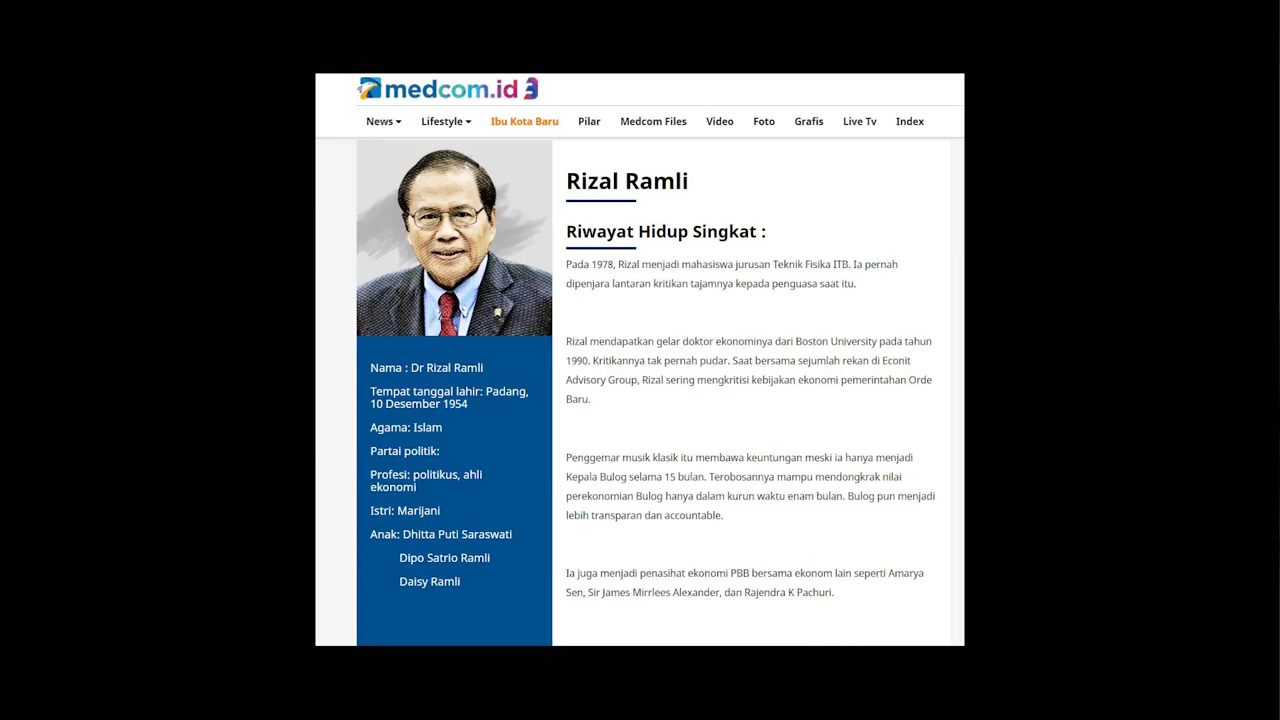 medcom.id
News Lifestyle Ibu Kota Baru Pilar Medcom Files Video Foto Grafis Live Tv Index
Rizal Ramli
Riwayat Hidup Singkat :
Pada 1978, Rizal menjadi mahasiswa jurusan Teknik Fisika ITB. Ia pernah
dipenjara lantaran kritikan tajamnya kepada penguasa saat itu.
Rizal mendapatkan gelar doktor ekonominya dari Boston University pada tahun
1990. Kritikannya tak pernah pudar. Saat bersama sejumlah rekan di Econit
Advisory Group, Rizal sering mengkritisi kebijakan ekonomi pemerintahan Orde
Baru.
Penggemar musik klasik itu membawa keuntungan meski ia hanya menjadi
Kepala Bulog selama 15 bulan. Terobosannya mampu mendongkrak nilai
perekonomian Bulog hanya dalam kurun waktu enam bulan. Bulog pun menjadi
lebih transparan dan accountable.
Ia juga menjadi penasihat ekonomi PBB bersama ekonom lain seperti Amarya
Sen, Sir James Mirrlees Alexander, dan Rajendra K Pachuri.
Nama : Dr Rizal Ramli
Tempat tanggal lahir: Padang,
10 Desember 1954
Agama: Islam
Partai politik:
Profesi: politikus, ahli
ekonomi
Istri: Marijani
Anak: Dhitta Puti Saraswati
Dipo Satrio Ramli
Daisy Ramli